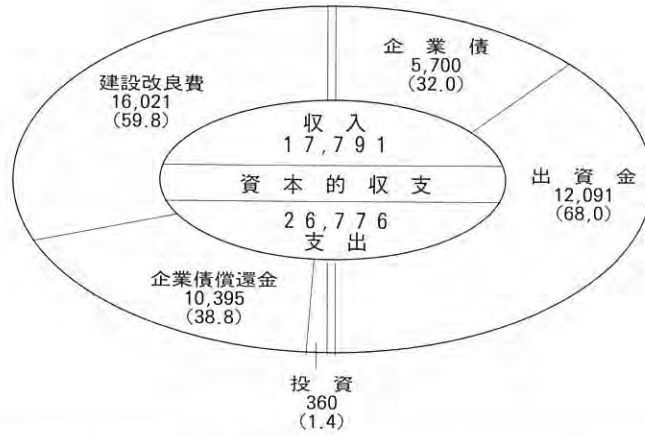 企業債
5,700
(32.0)
建設改良費
16,021
(59.8)
収入
17,791
資本的収支
26,776
支出
出資金
12,091
(68,0)
企業債償還金
10,395
(38.8)
投資
360
(1.4)